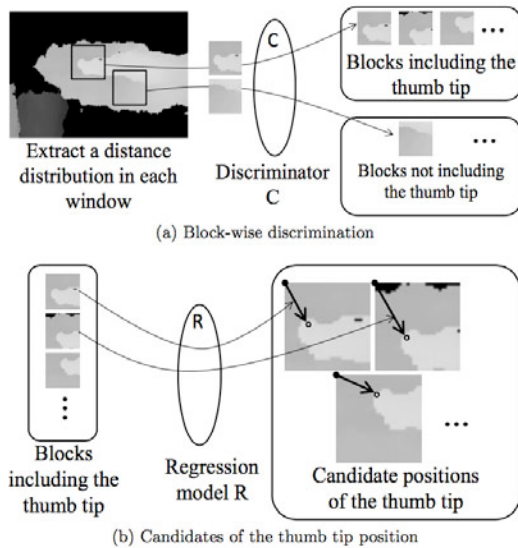 C
Blocks including the
thumb tip
Extract a distance
distribution in each
window
Discriminator
C
Blocks not including
the thumb tip
(a) Block-wise discrimination
R
Blocks
including the
thumb tip
Regression
model R
Candidate positions
of the thumb tip
(b) Candidates of the thumb tip position